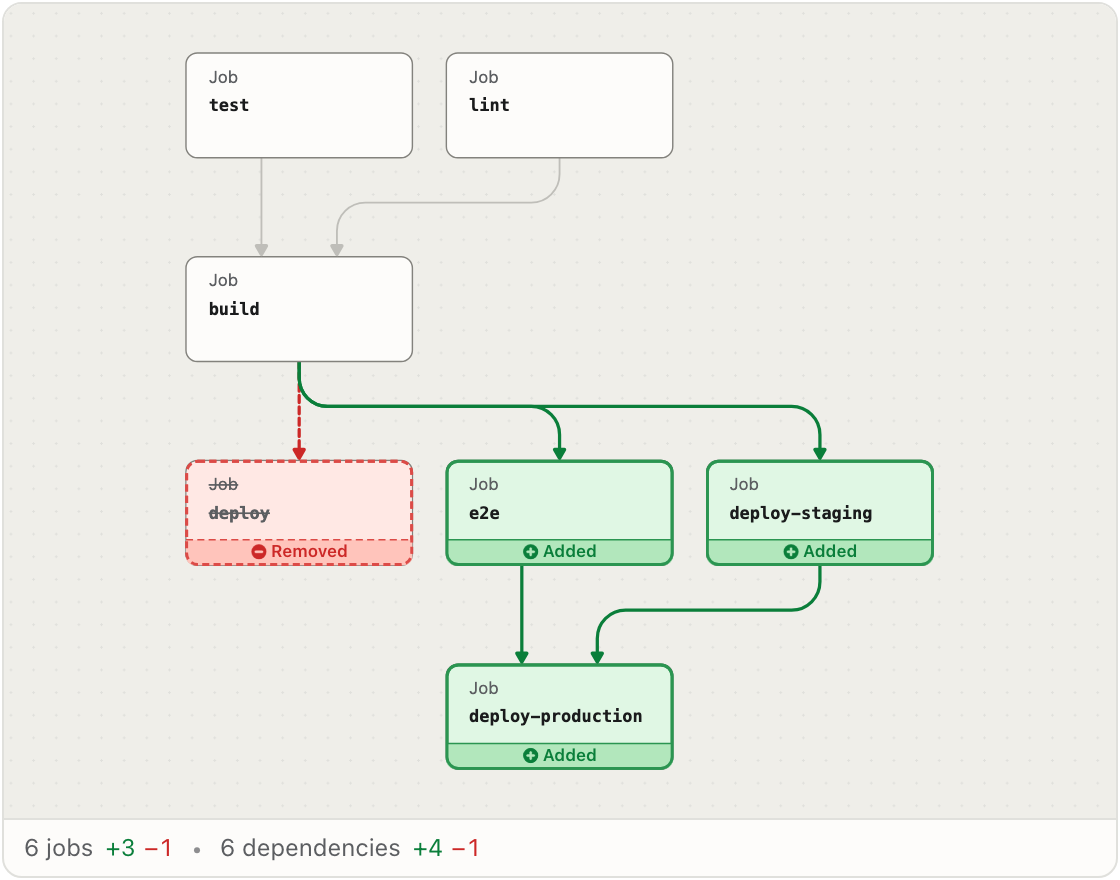 Job
test
Job
lint
Job
build
Job
deploy
Removed
Job
e2e
Added
Job
deploy-staging
Added
Job
deploy-production
Added
6 jobs +3 −1 • 6 dependencies +4 −1